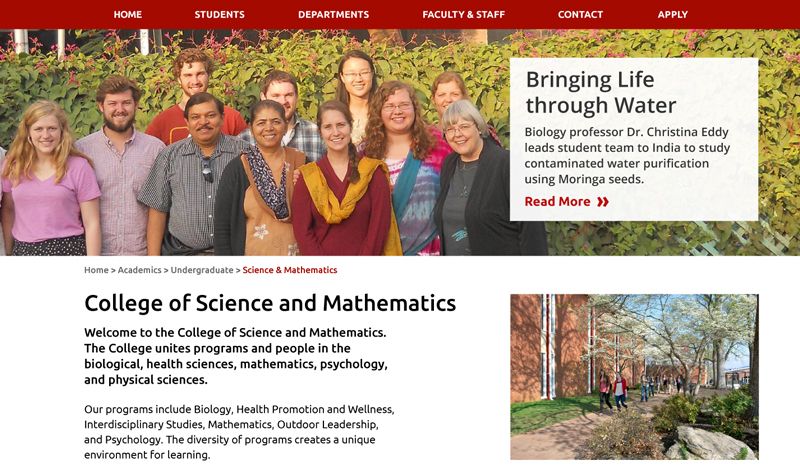 HOME STUDENTS DEPARTMENTS FACULTY & STAFF CONTACT APPLY
Bringing Life
through Water
Biology professor Dr. Christina Eddy
leads student team to India to study
contaminated water purification
using Moringa seeds.
Read More »
Home > Academics > Undergraduate > Science & Mathematics
College of Science and Mathematics
Welcome to the College of Science and Mathematics.
The College unites programs and people in the
biological, health sciences, mathematics, psychology,
and physical sciences.
Our programs include Biology, Health Promotion and Wellness,
Interdisciplinary Studies, Mathematics, Outdoor Leadership,
and Psychology. The diversity of programs creates a unique
environment for learning.